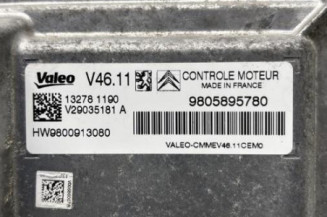 Valeo V46.11 CONTROLE MOTEUR
MADE IN FRANCE
13278 1190
V29035181 A
9805895780
HW9800913080
VALEO-CMMEV46.11CEM0